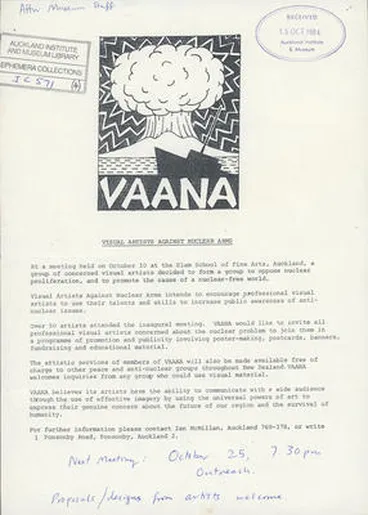 Attn Museum Staff
RECEIVED
15 OCT 1984
Auckland Institute
& Museum
AUCKLAND INSTITUTE
AND MUSEUM LIBRARY
EPHEMERA COLLECTIONS
VAANA
VISUAL ARTISTS AGAINST NUCLEAR ARMS
At a meeting held on October 10 at the Elam School of Fine Arts, Auckland, a
group of concerned visual artists decided to form a group to oppose nuclear
proliferation, and to promote the cause of a nuclear-free world.
Visual Artists Against Nuclear Arms intends to encourage professional visual
artists to use their talents and skills to increase public awareness of anti-
nuclear issues.
Over 50 artists attended the inaugural meeting. VAANA would like to invite all
professional visual artists concerned about the nuclear problem to join them in
a programme of promotion and publicity involving poster-making, postcards, banners,
fundraising and educational material.
The artistic services of members of VAANA will also be made available free of
charge to other peace and anti-nuclear groups throughout New Zealand VAANA
welcomes inquiries from any group who could use visual material.
VAANA believes its artists have the ability to communicate with a wide audience
through the use of effective imagery by using the universal powers of art to
express their genuine concern about the future of our region and the survival of
humanity.
For further information please contact Ian McMillan, Auckland 760-178, or write
1 Ponsonby Road, Ponsonby, Auckland 2.
Next Meeting: October 25, 7 30pm
Outreach.
Proposals/designs from artists welcome